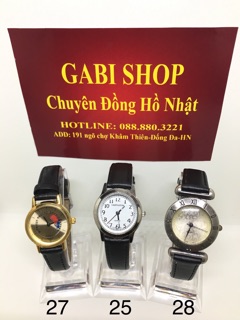 GABI SHOP
Chuyên Đồng Hồ Nhật
HOTLINE: 088.880.3221
ADD: 191 ngõ chợ Khâm Thiên-Đống Đa-HN
27 25 28